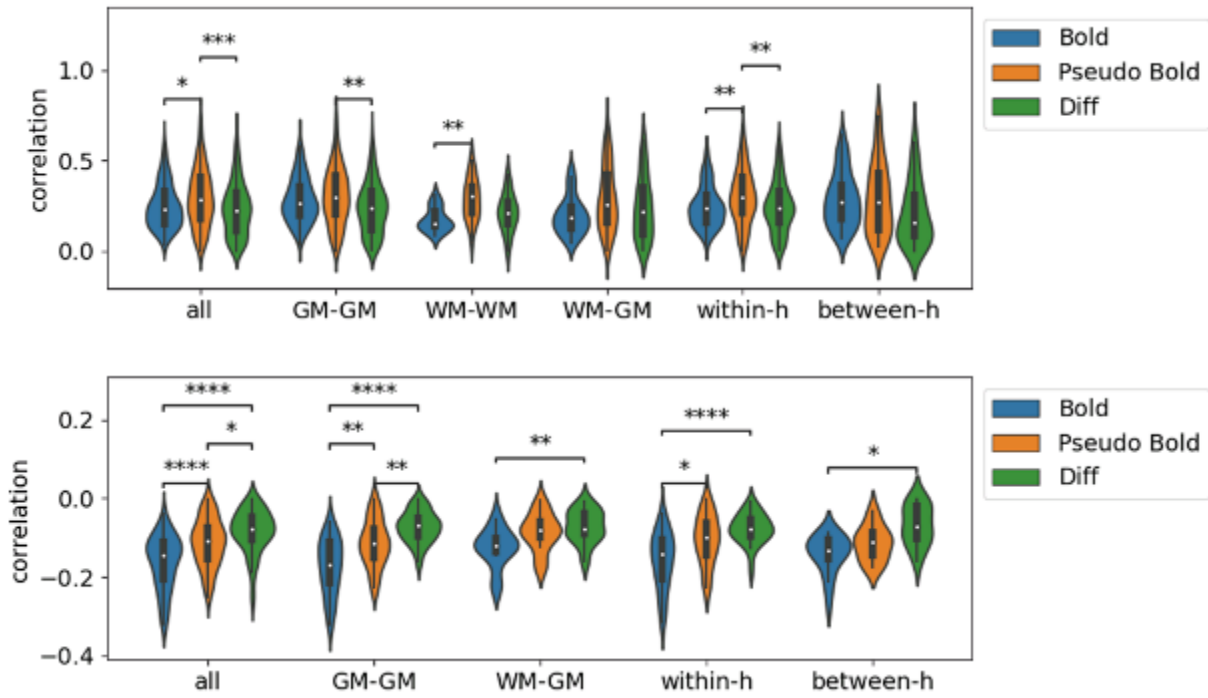 ***
*
**
**
**
**
1.0
0.5
0.0
correlation
all
GM-GM
WM-WM
WM-GM
within-h
between-h
Bold
Pseudo Bold
Diff
****
****
****
*
**
**
*
****
**
*
0.2
0.0
−0.2
−0.4
correlation
all
GM-GM
WM-GM
within-h
between-h
Bold
Pseudo Bold
Diff